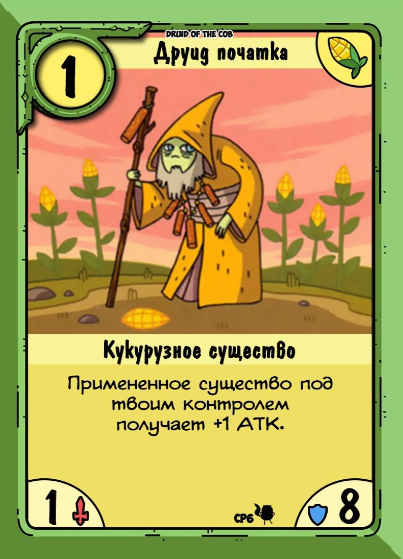 DRUID OF THE COB
Друид початка
1
Кукурузное существо
Примененное существо под
твоим контролем
получает +1 АТК.
1
CP6
8